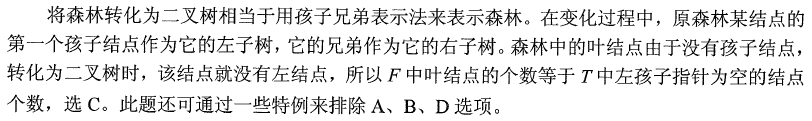 将森林转化为二叉树相当于用孩子兄弟表示法来表示森林。在变化过程中，原森林某结点的
第一个孩子结点作为它的左子树，它的兄弟作为它的右子树。森林中的叶结点由于没有孩子结点，
转化为二叉树时，该结点就没有左结点，所以 F 中叶结点的个数等于 T 中左孩子指针为空的结点
个数，选 C。此题还可通过一些特例来排除 A、B、D 选项。